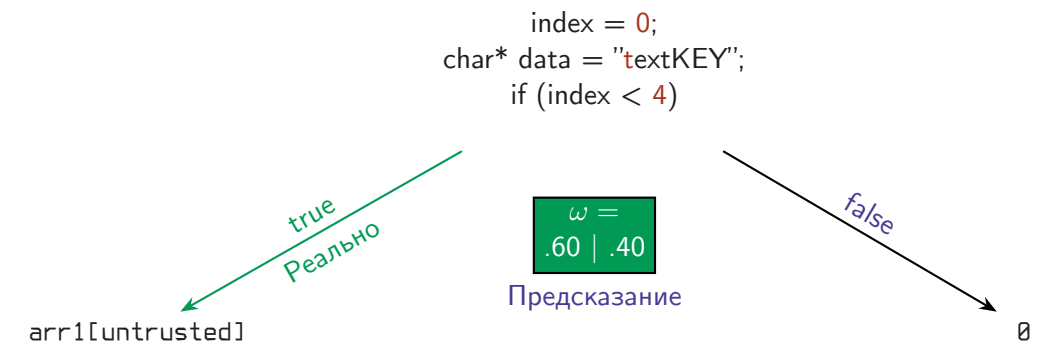 index = 0;
char* data = ”textKEY”;
if (index < 4)
true
Реально
ω =
.60 | .40
Предсказание
false
arr1[untrusted]
0